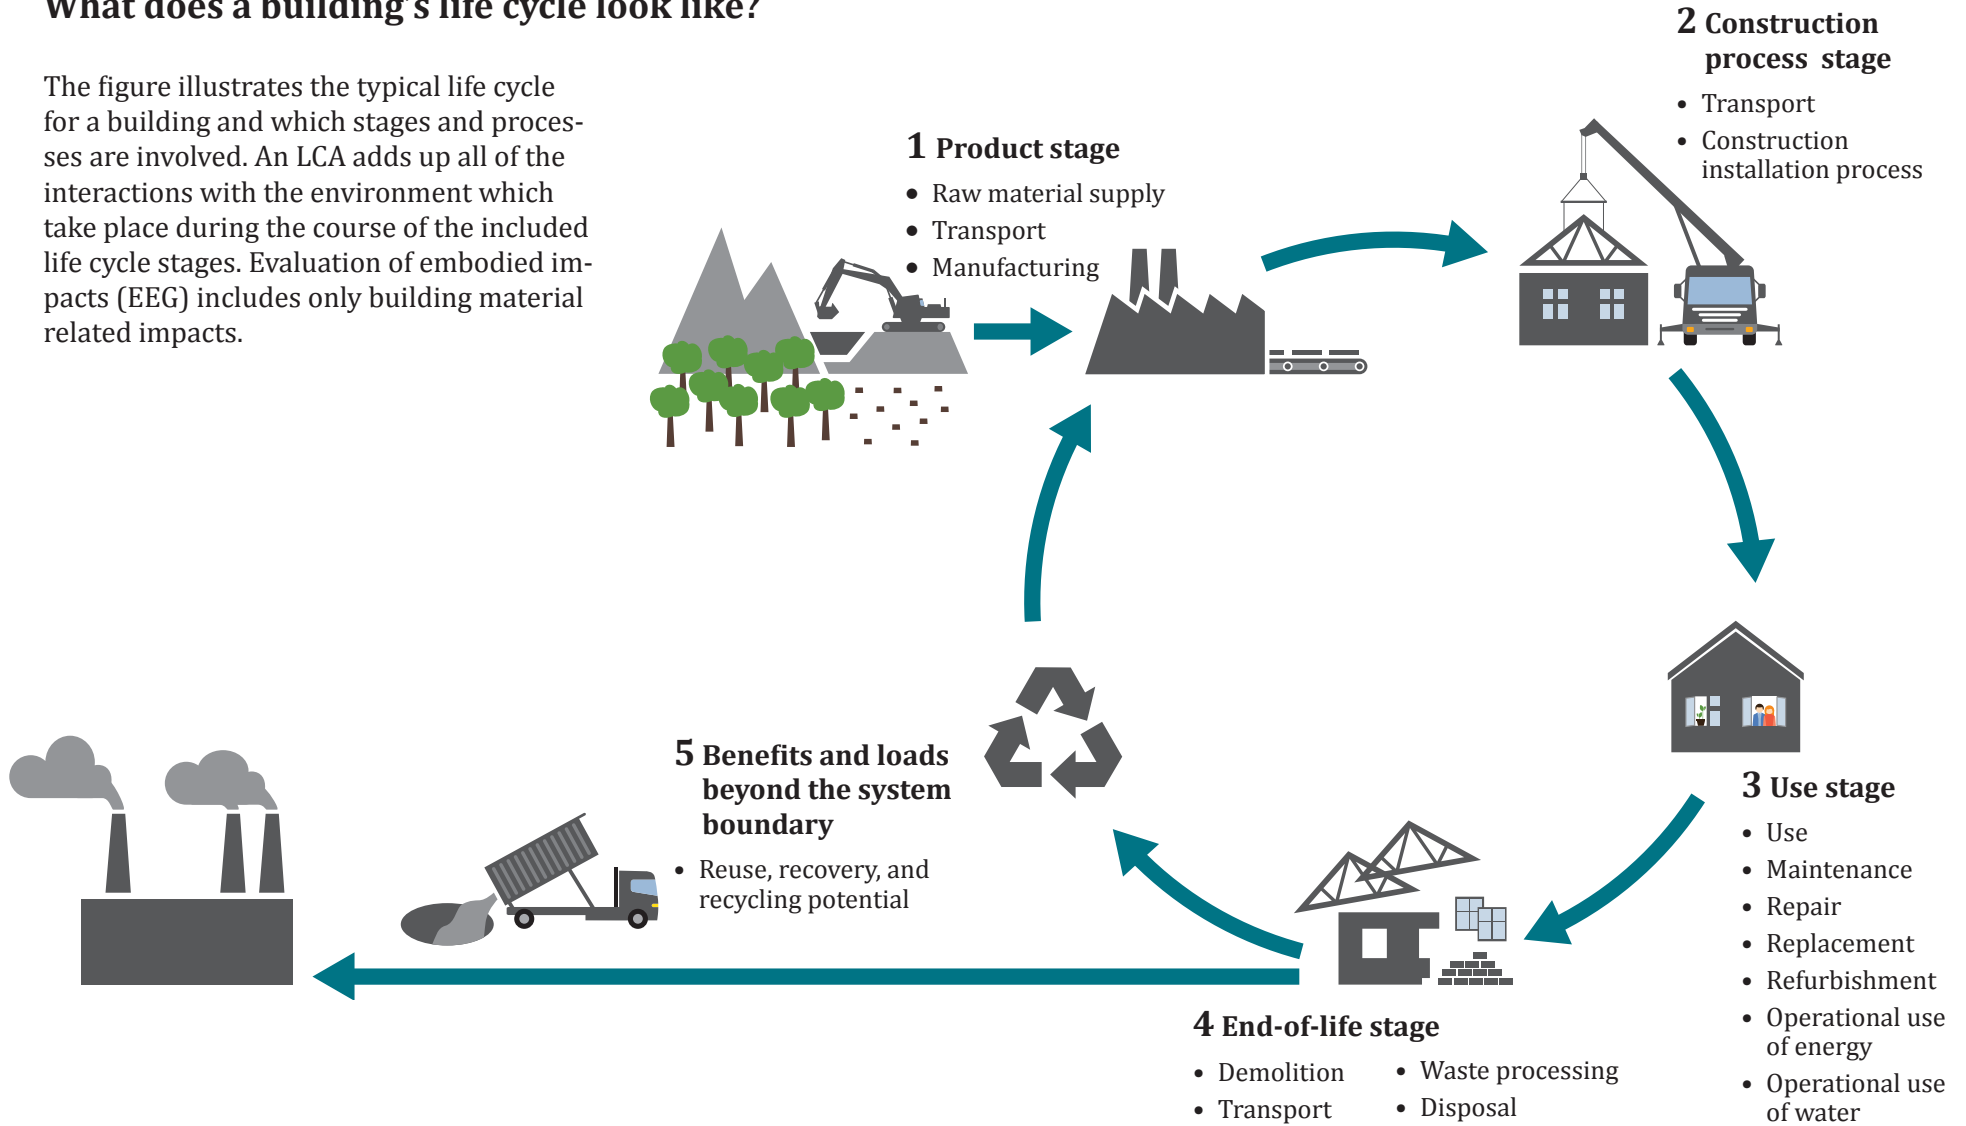 What does a building's life cycle look like?
The figure illustrates the typical life cycle
for a building and which stages and proces-
ses are involved. An LCA adds up all of the
interactions with the environment which
take place during the course of the included
life cycle stages. Evaluation of embodied im-
pacts (EEG) includes only building material
related impacts.
1 Product stage
• Raw material supply
• Transport
• Manufacturing
2 Construction
process stage
• Transport
• Construction
installation process
3 Use stage
• Use
• Maintenance
• Repair
• Replacement
• Refurbishment
• Operational use
of energy
• Operational use
of water
4 End-of-life stage
• Demolition
• Transport
• Waste processing
• Disposal
5 Benefits and loads
beyond the system
boundary
• Reuse, recovery, and
recycling potential